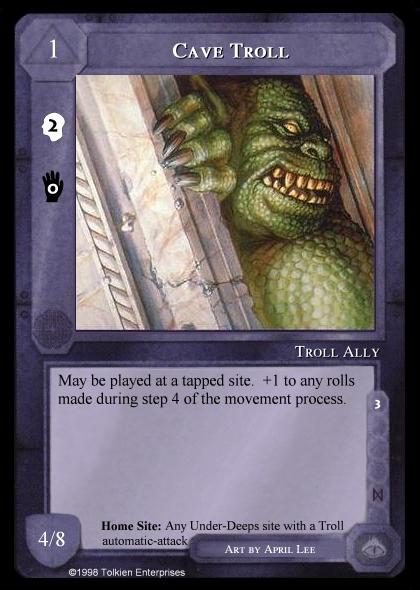 1
CAVE TROLL
2
0
TROLL ALLY
May be played at a tapped site. +1 to any rolls
made during step 4 of the movement process.
3
Home Site: Any Under-Deeps site with a Troll
automatic-attack
4/8
ART BY APRIL LEE
©1998 Tolkien Enterprises